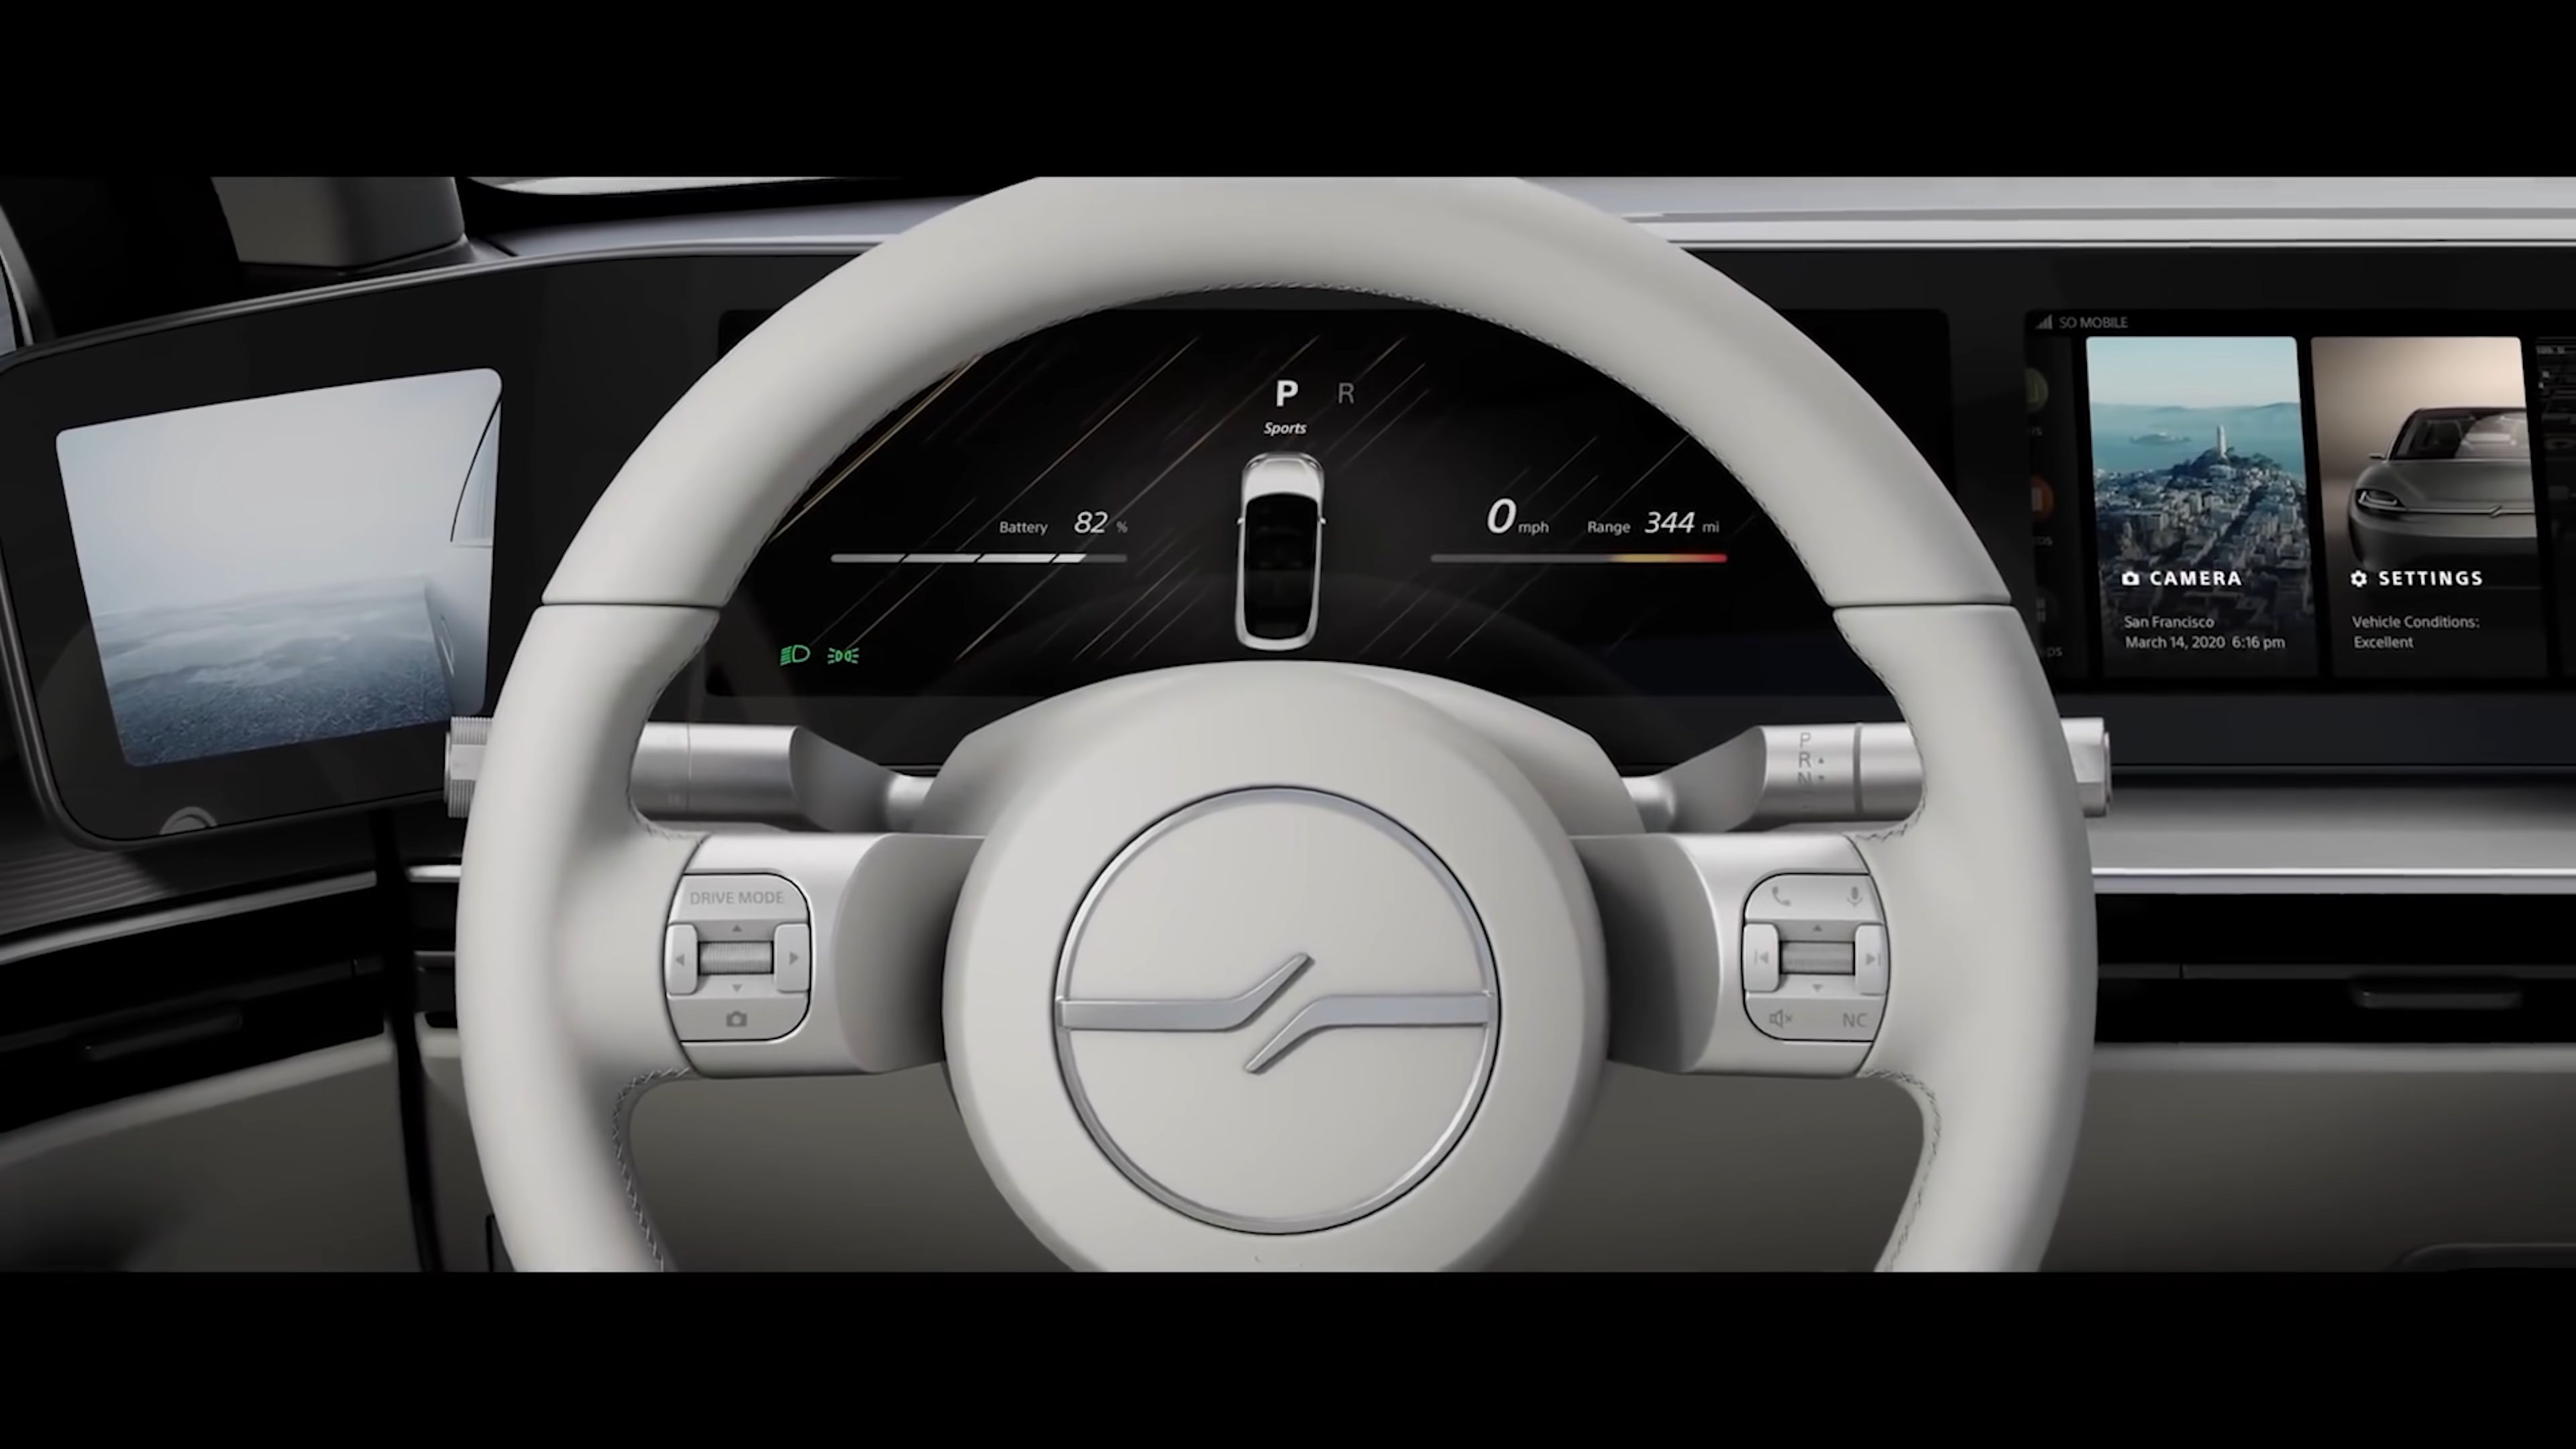 SO MOBILE
P R
Sports
Battery 82 %
0 mph Range 344 mi
CAMERA
San Francisco
March 14, 2020 6:16 pm
SETTINGS
Vehicle Conditions:
Excellent
P
R
N
DRIVE MODE
NC